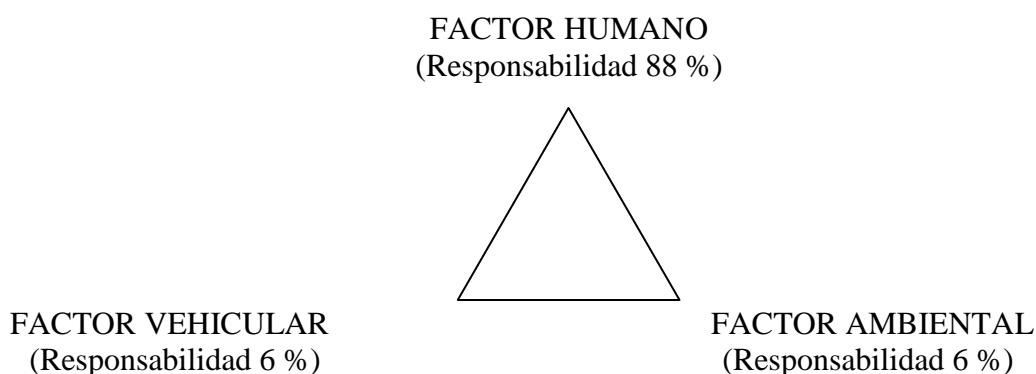 FACTOR HUMANO
(Responsabilidad 88 %)
FACTOR VEHICULAR
(Responsabilidad 6 %)
FACTOR AMBIENTAL
(Responsabilidad 6 %)